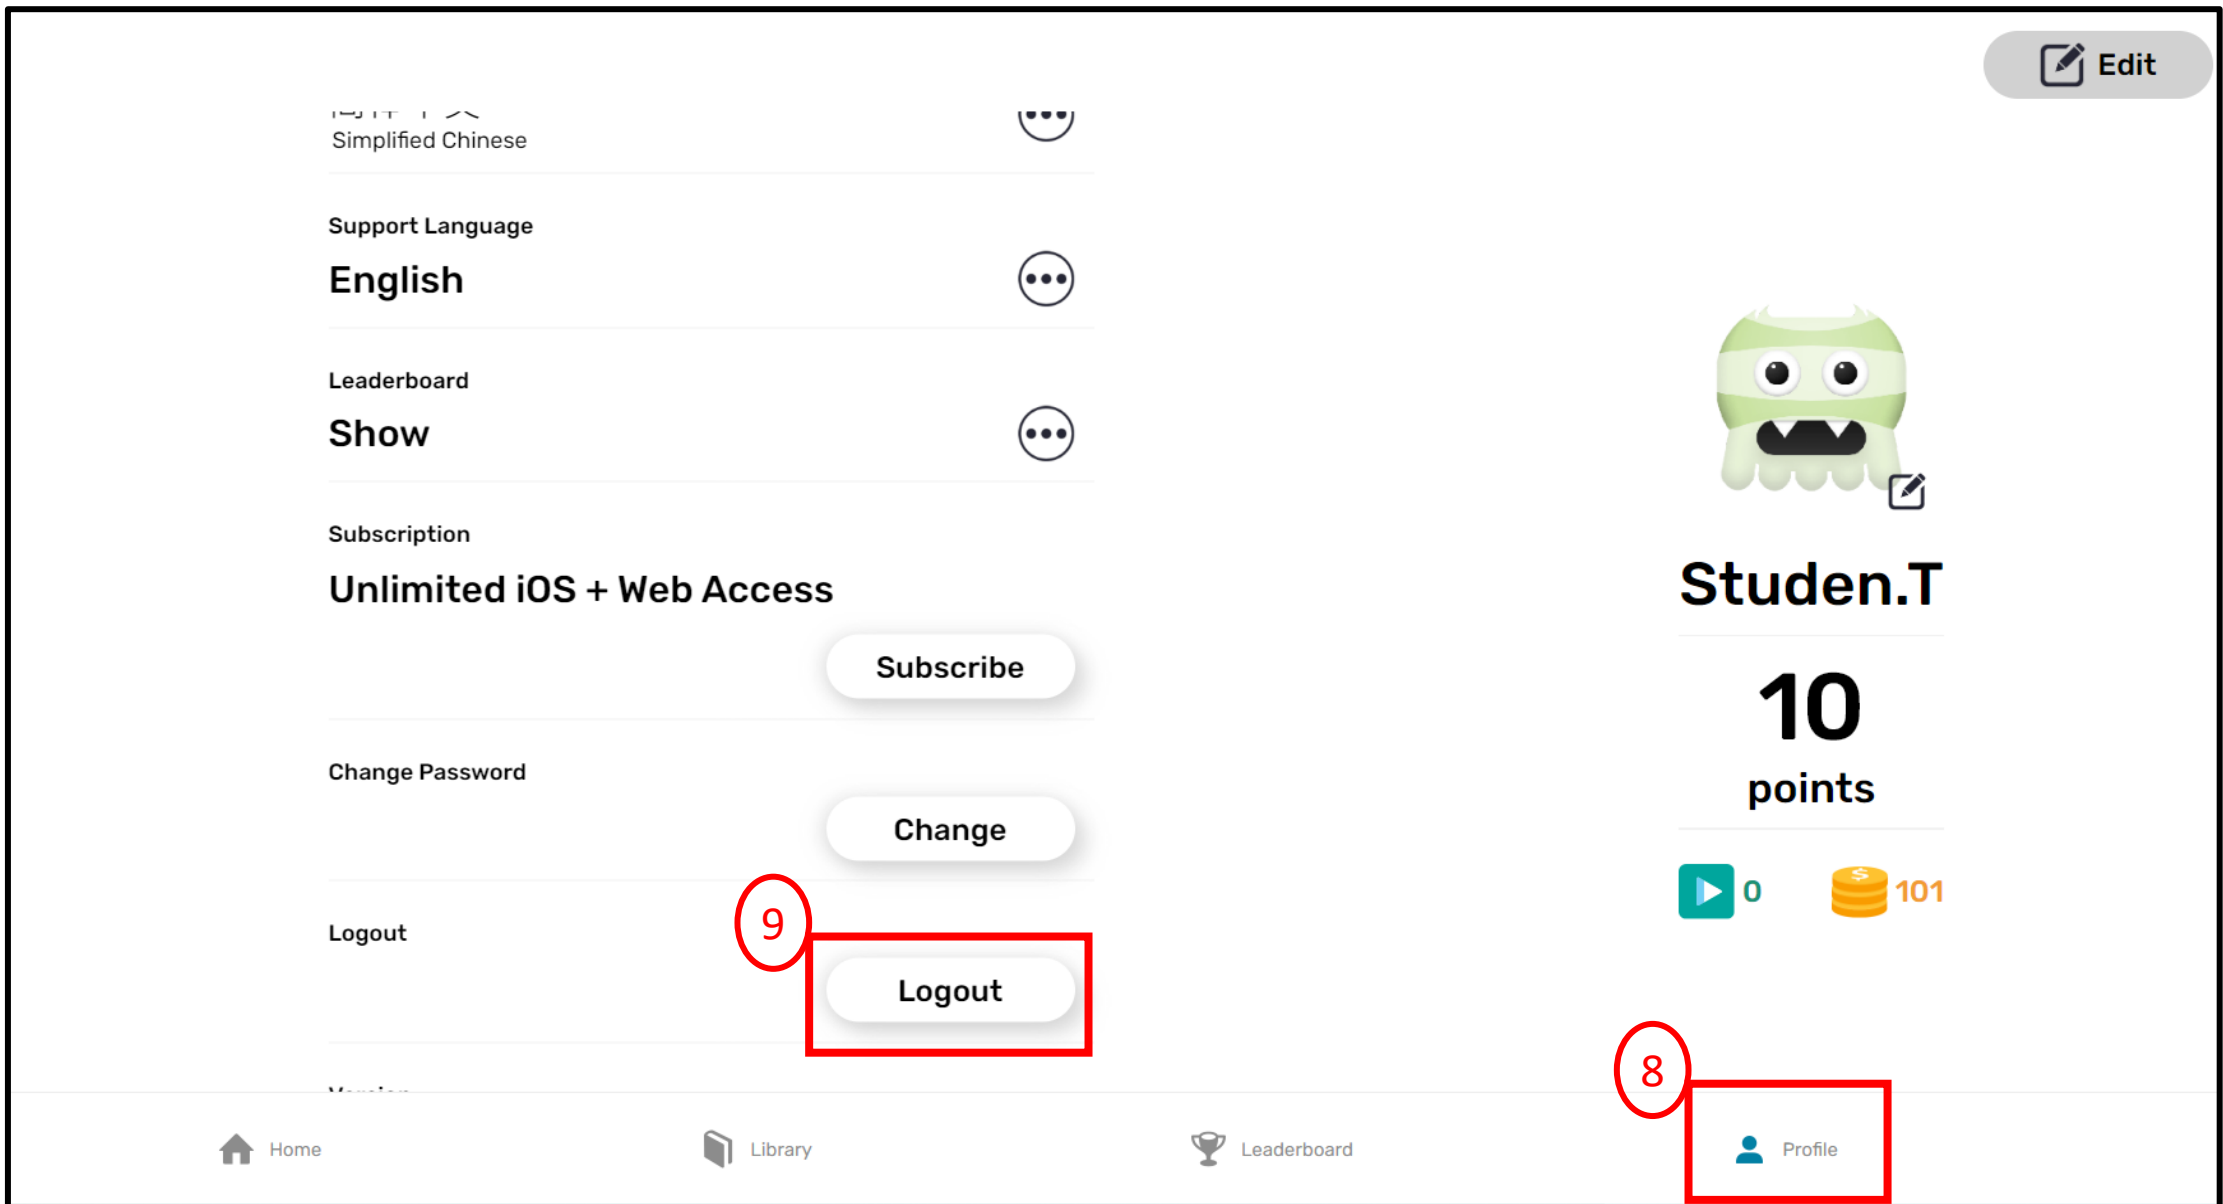 Edit
Simplified Chinese
Support Language
English
Leaderboard
Show
Subscription
Unlimited iOS + Web Access
Subscribe
Change Password
Change
Logout
9
Logout
Studen.T
10
points
0
101
8
Home
Library
Leaderboard
Profile